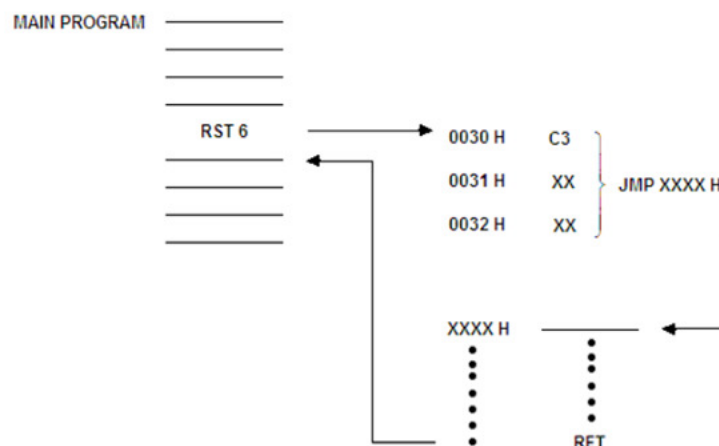 MAIN PROGRAM
RST 6
0030 H C3
0031 H XX
0032 H XX
JMP XXXX H
XXXX H
RET